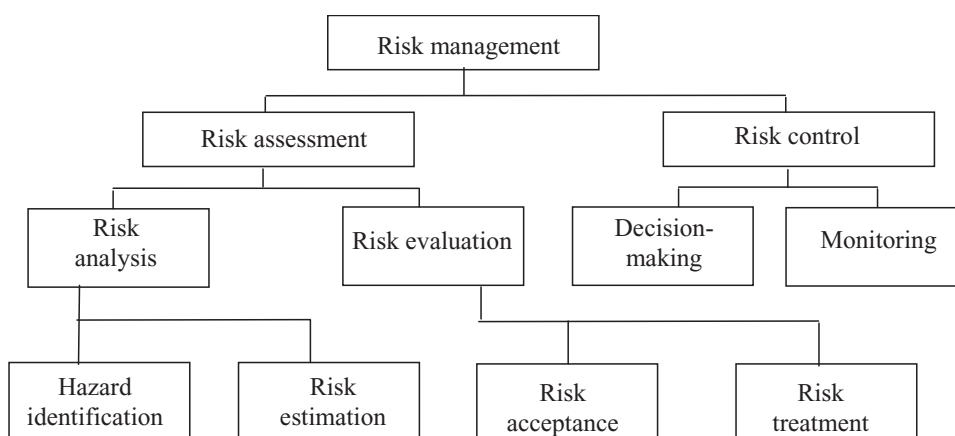 Risk management
Risk assessment
Risk control
Risk
analysis
Risk evaluation
Decision-
making
Monitoring
Hazard
identification
Risk
estimation
Risk
acceptance
Risk
treatment